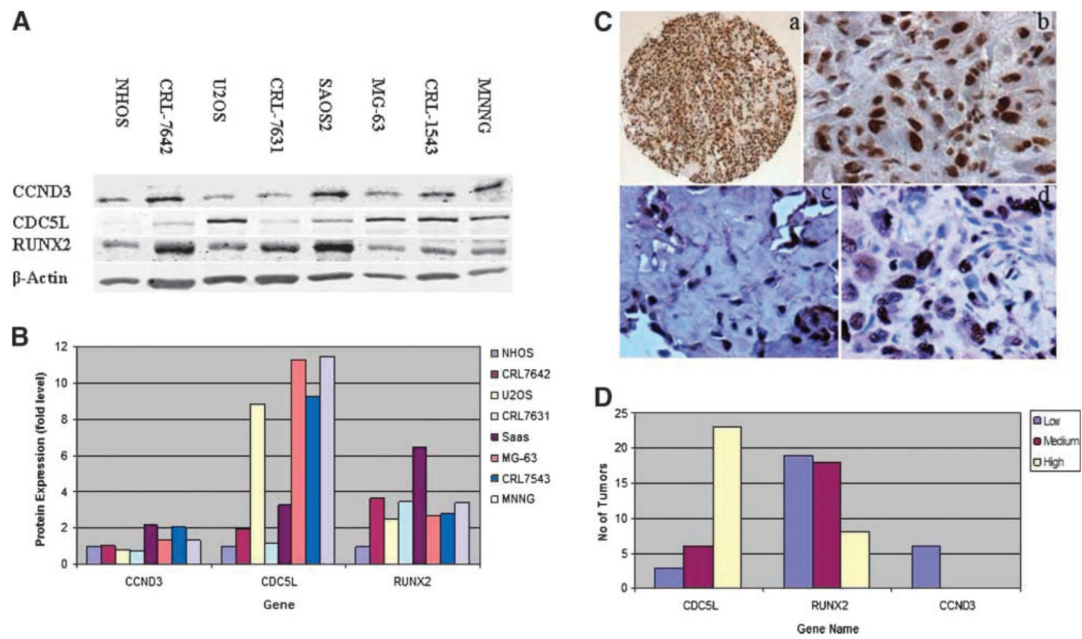 A
NHOS
CRL-7642
U2OS
CRL-7631
SAOS2
MG-63
CRL-1543
MNNG
CCND3
CDC5L
RUNX2
β-Actin
B
Protein Expression (fold level)
12
10
8
6
4
2
0
CCND3
CDC5L
RUNX2
Gene
NHOS
CRL7642
U2OS
CRL7631
Saas
MG-63
CRL7543
MNNG
C
a
b
c
d
D
No of Tumors
25
20
15
10
5
0
CDC5L
RUNX2
CCND3
Gene Name
Low
Medium
High